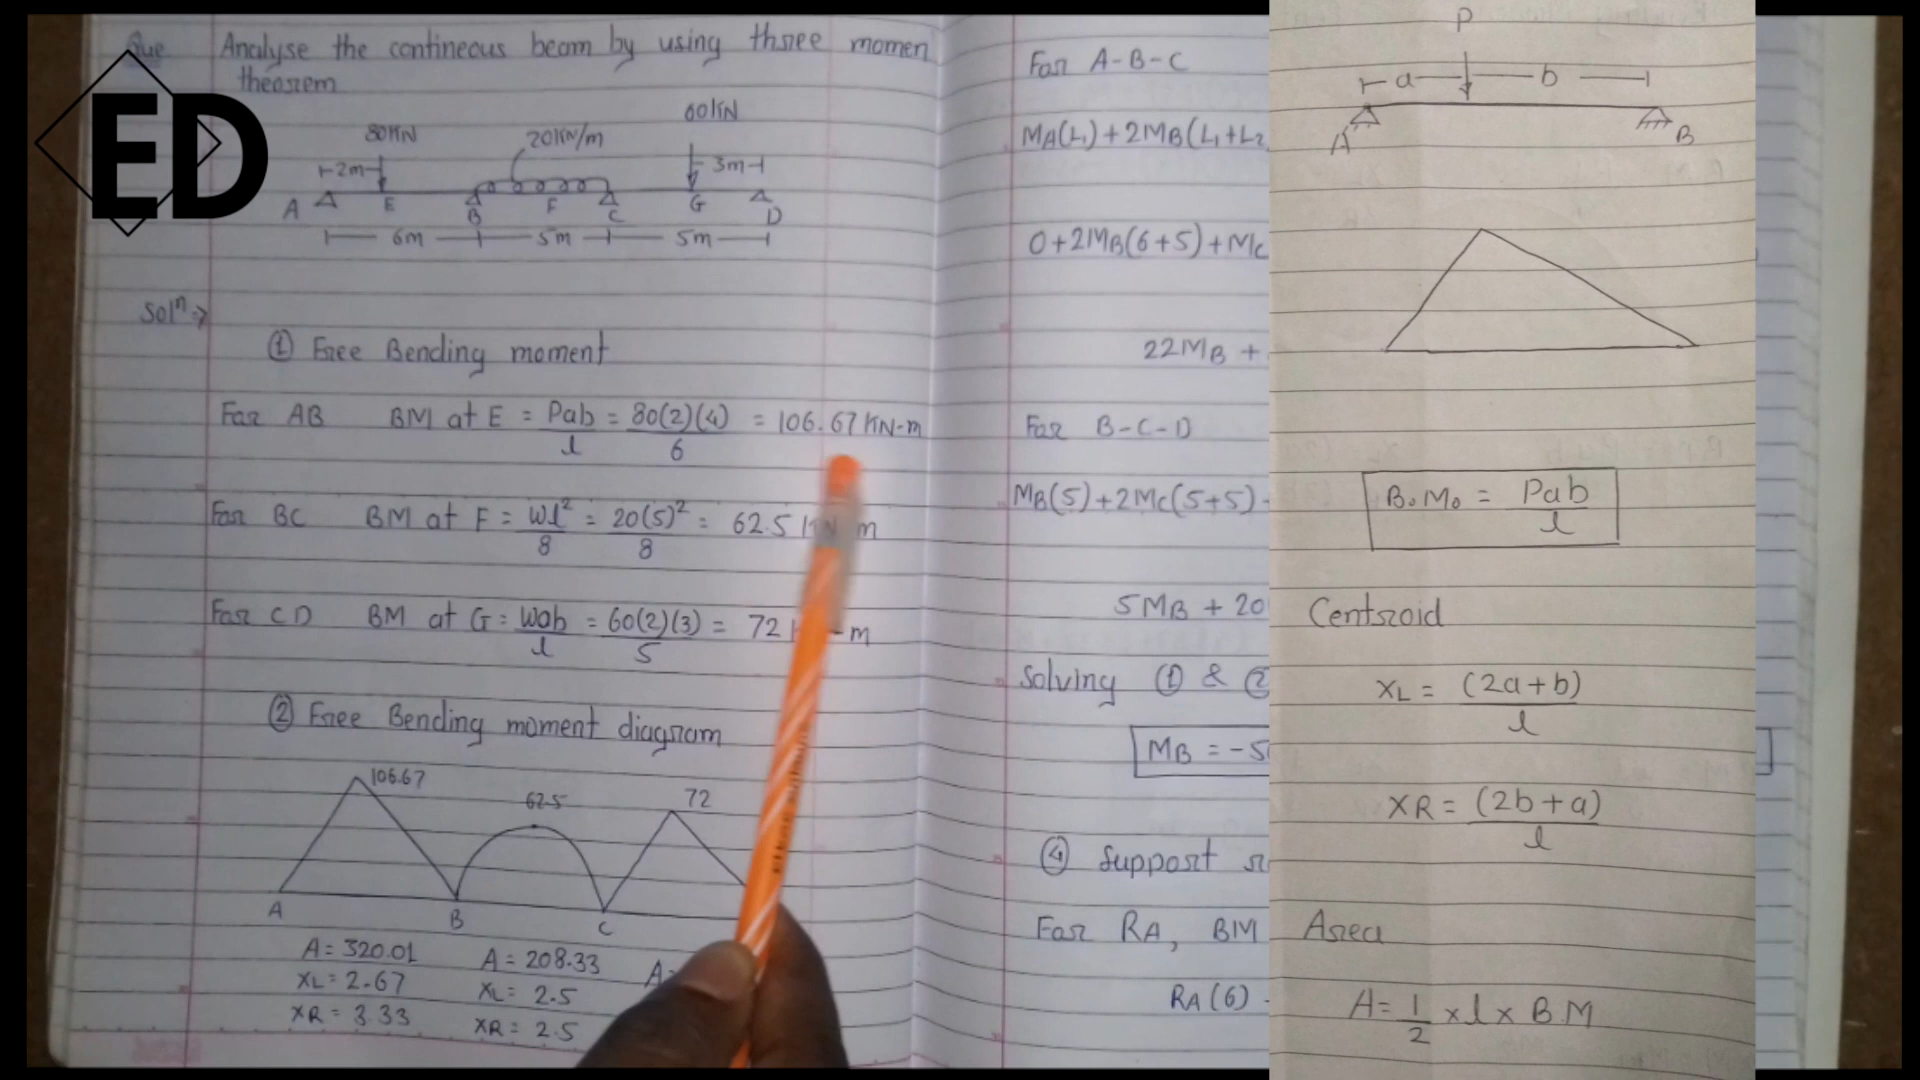 Que Analyse the contineous beam by using three momen
theorem
ED
80KN
20KN/m
60KN
2m
3m
A E B F C G D
6m 5m 5m
Solⁿ ⇒
① Free Bending moment
For AB BM at E = Pab/l = 80(2)(4)/6 = 106.67 KN-m
For BC BM at F = Wl²/8 = 20(5)²/8 = 62.5 KN m
For CD BM at G = Wab/l = 60(2)(3)/5 = 72 -m
② Free Bending moment diagram
106.67
62.5
72
A B C
A = 320.01
XL = 2.67
XR = 3.33
A = 208.33
XL = 2.5
XR = 2.5
A =
For A-B-C
MA(L1) + 2MB(L1+L2
0+2MB(6+5)+MC
22MB +
For B-C-D
MB(5)+2MC(5+5)
5MB + 20
Solving ① & ②
MB = -5
④ Support
For RA, BM
RA(6) -
P
a b
A B
B.M₀ = Pab/l
Centroid
XL = (2a+b)/l
XR = (2b+a)/l
Area
A = 1/2 x l x B.M